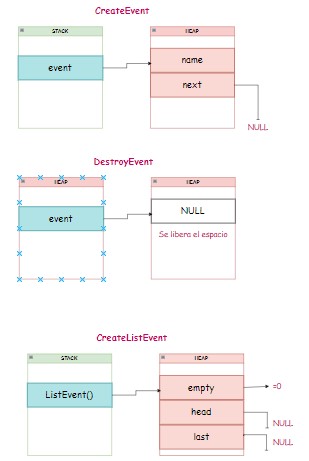 CreateEvent
STACK
HEAP
event
name
next
NULL
DestroyEvent
HEAP
HEAP
event
NULL
Se libera el espacio
CreateListEvent
STACK
HEAP
ListEvent()
empty
=0
head
NULL
last
NULL